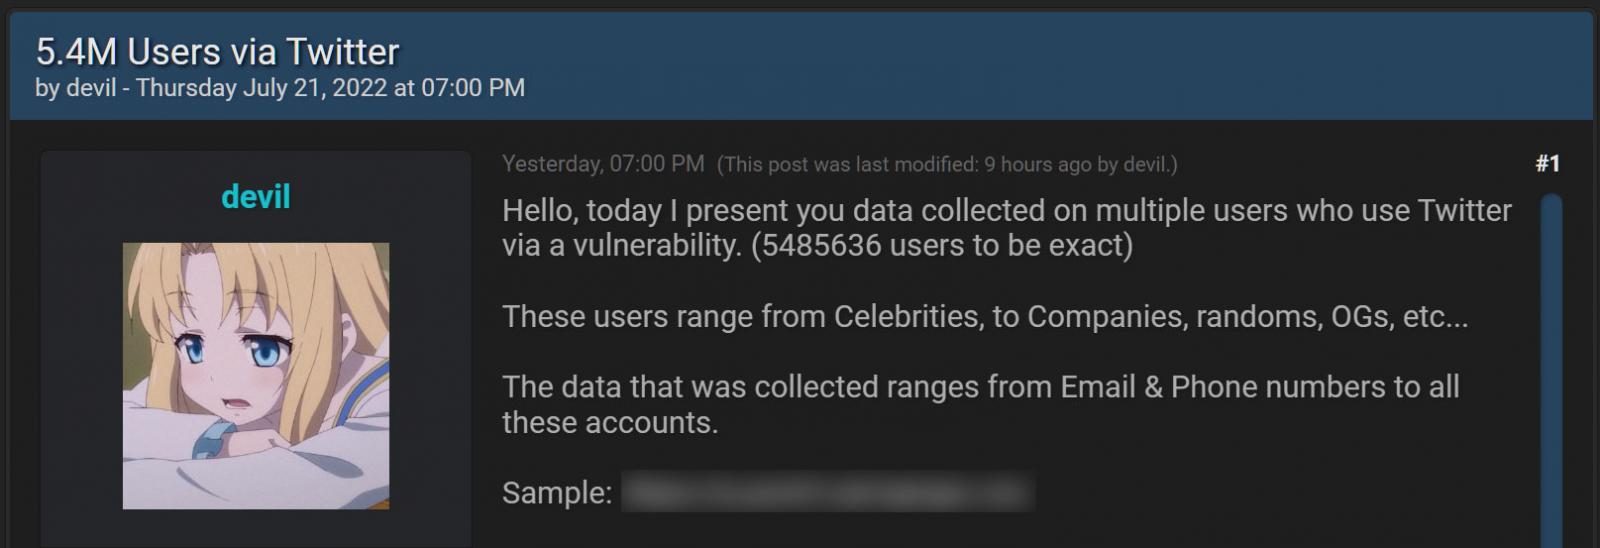 5.4M Users via Twitter
by devil - Thursday July 21, 2022 at 07:00 PM
devil
Yesterday, 07:00 PM (This post was last modified: 9 hours ago by devil.)
#1
Hello, today I present you data collected on multiple users who use Twitter
via a vulnerability. (5485636 users to be exact)
These users range from Celebrities, to Companies, randoms, OGs, etc...
The data that was collected ranges from Email & Phone numbers to all
these accounts.
Sample: